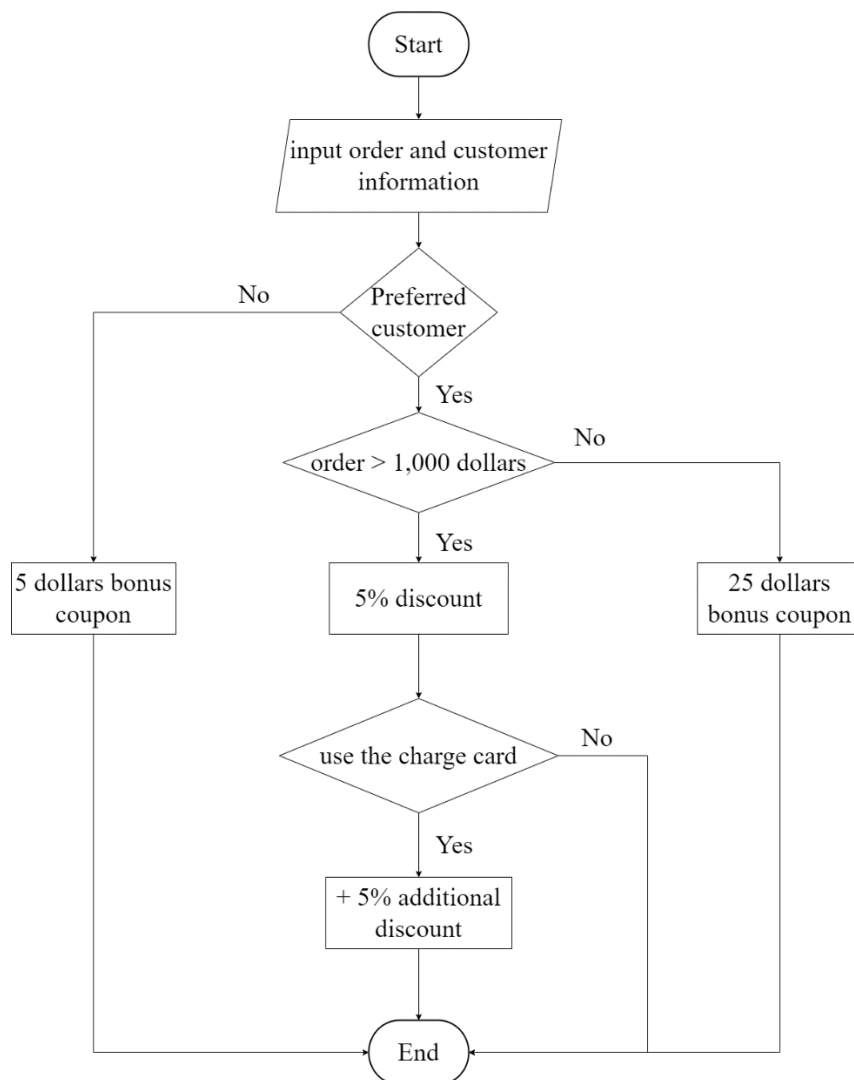 Start
input order and customer
information
No
Preferred
customer
Yes
order > 1,000 dollars
No
Yes
5 dollars bonus
coupon
5% discount
25 dollars
bonus coupon
use the charge card
No
Yes
+ 5% additional
discount
End